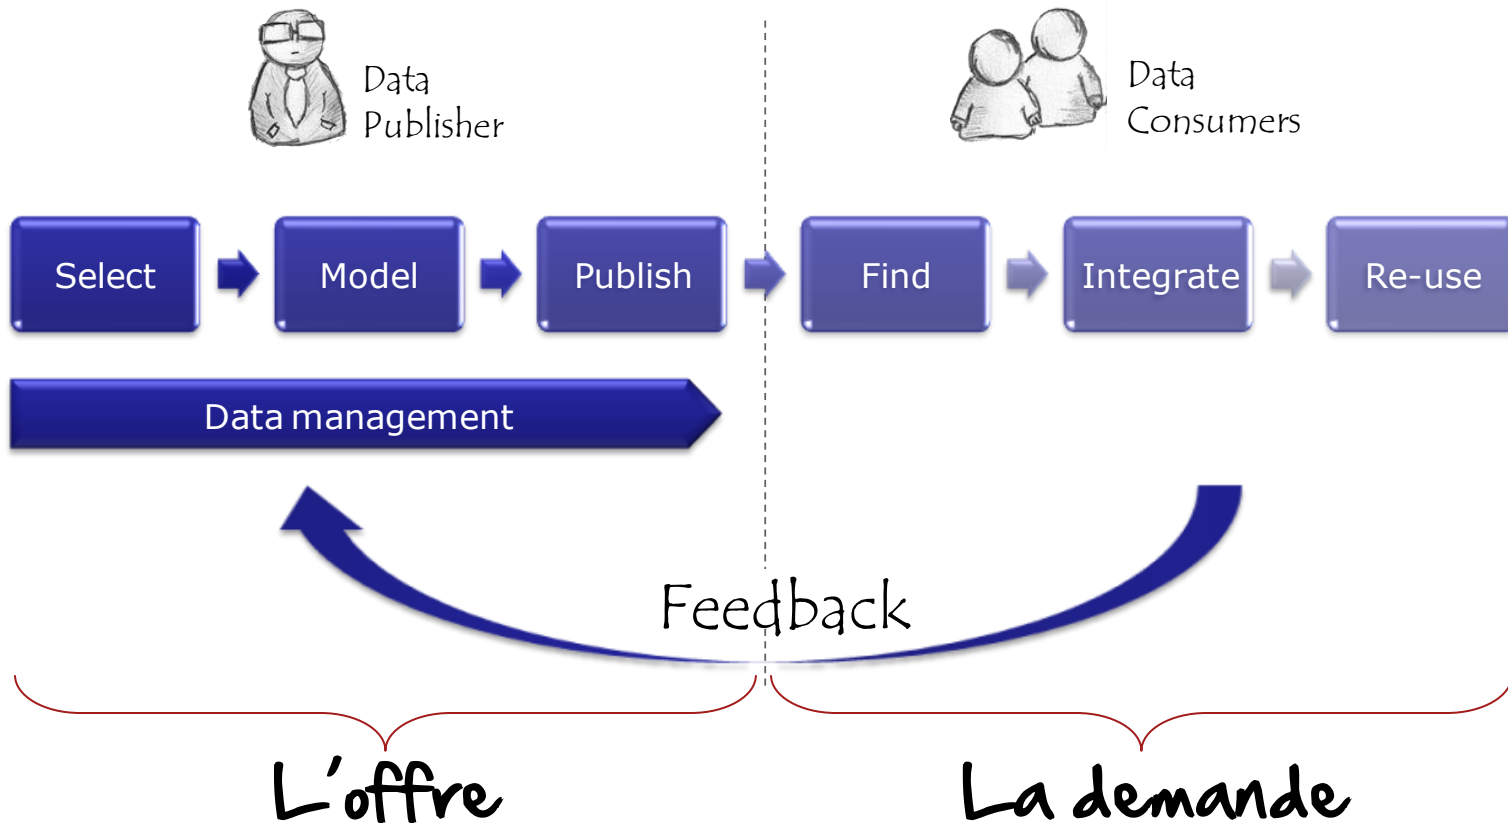 Data
Publisher
Data
Consumers
Select
Model
Publish
Find
Integrate
Re-use
Data management
Feedback
L'offre
La demande